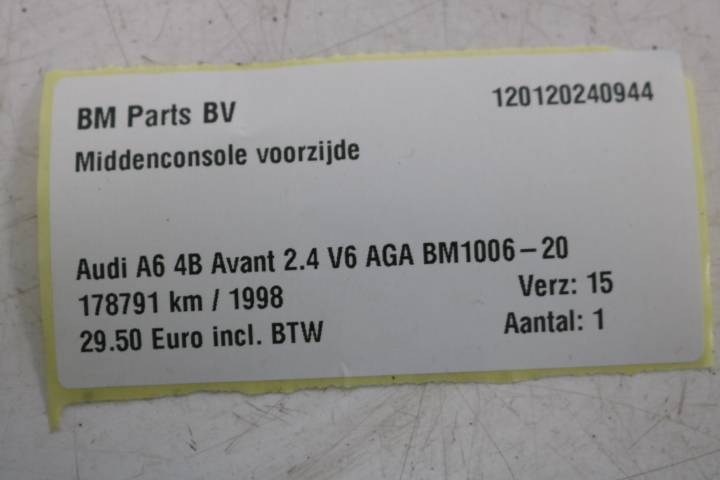 BM Parts BV 120120240944
Middenconsole voorzijde
Audi A6 4B Avant 2.4 V6 AGA BM1006-20
178791 km / 1998 Verz: 15
29.50 Euro incl. BTW Aantal: 1